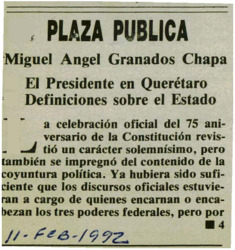 PLAZA PUBLICA
Miguel Angel Granados Chapa
El Presidente en Querétaro
Definiciones sobre el Estado
La celebración oficial del 75 ani-
versario de la Constitución revis-
tió un carácter solemnísimo, pero
también se impregnó del contenido de la
coyuntura política. Ya hubiera sido sufi-
ciente que los discursos oficiales estuvie-
ran a cargo de quienes encarnan o enca-
bezan los tres poderes federales, pero por
■ 4
11-FEB-1992